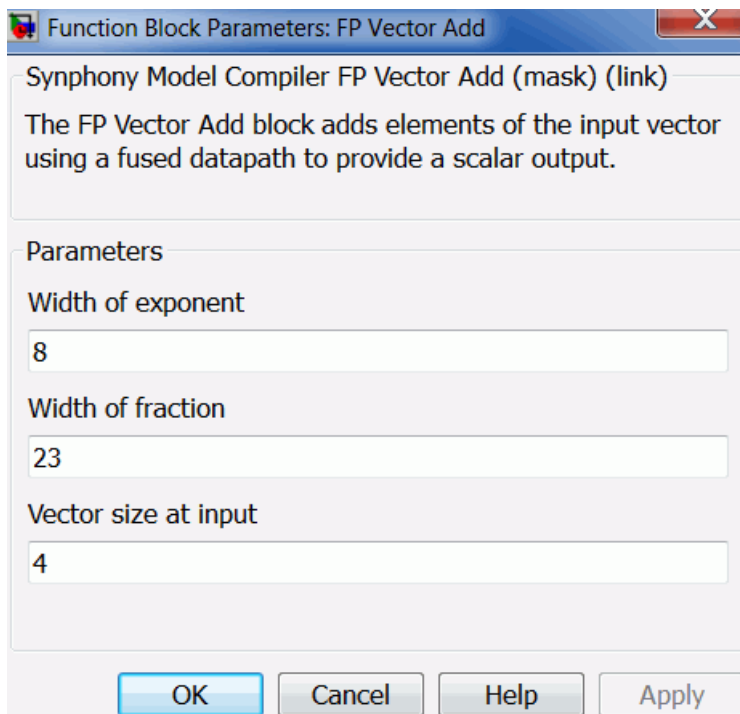 Function Block Parameters: FP Vector Add
Synphony Model Compiler FP Vector Add (mask) (link)
The FP Vector Add block adds elements of the input vector
using a fused datapath to provide a scalar output.
Parameters
Width of exponent
8
Width of fraction
23
Vector size at input
4
OK Cancel Help Apply